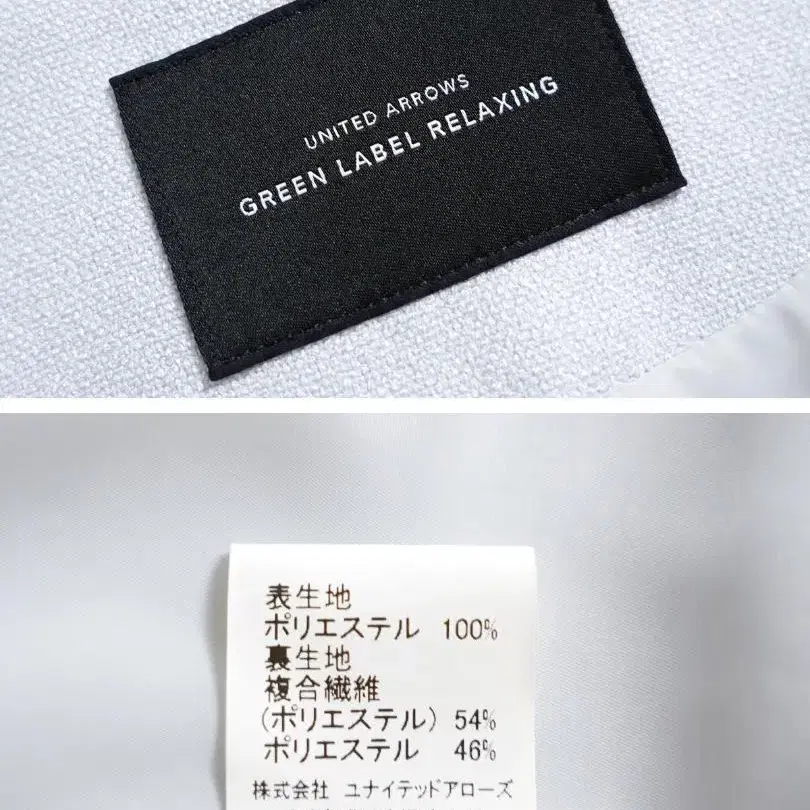 UNITED ARROWS
GREEN LABEL RELAXING
表生地
ポリエステル 100%
裏生地
複合繊維
(ポリエステル) 54%
ポリエステル 46%
株式会社 ユナイテッドアローズ